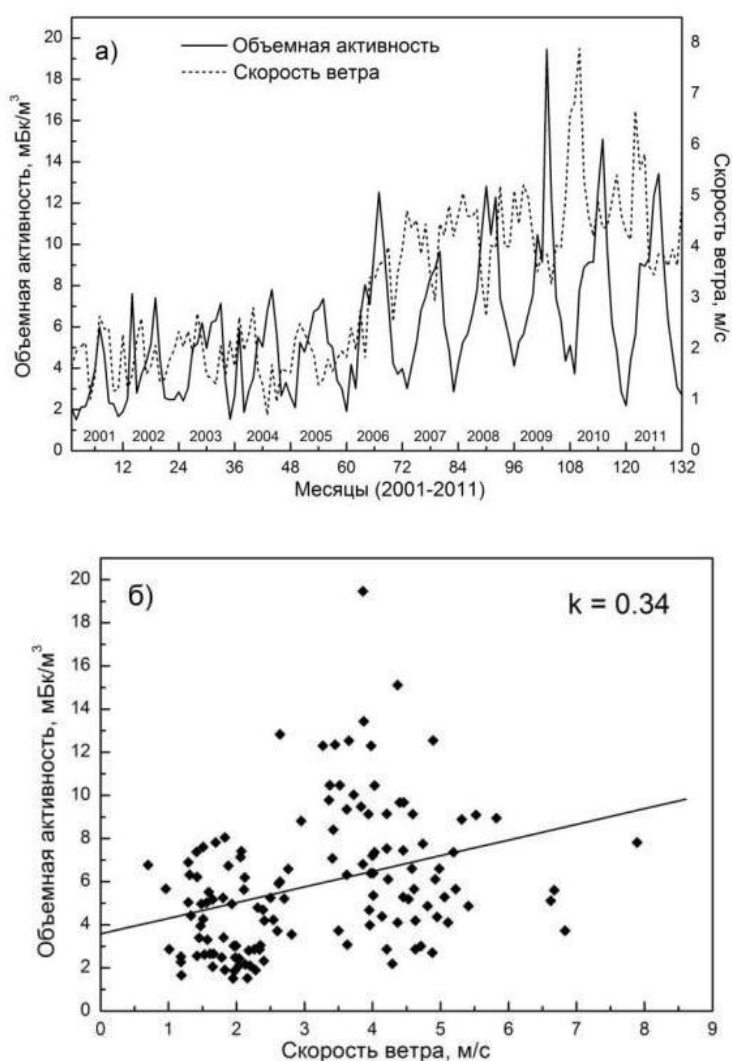 а)
Объемная активность
Скорость ветра
Объемная активность, мБк/м³
20
18
16
14
12
10
8
6
4
2
0
8
7
6
5
4
3
2
1
0
Скорость ветра, м/с
2001 2002 2003 2004 2005 2006 2007 2008 2009 2010 2011
12 24 36 48 60 72 84 96 108 120 132
Месяцы (2001-2011)
б)
k = 0.34
Объемная активность, мБк/м³
20
18
16
14
12
10
8
6
4
2
0
0 1 2 3 4 5 6 7 8 9
Скорость ветра, м/с